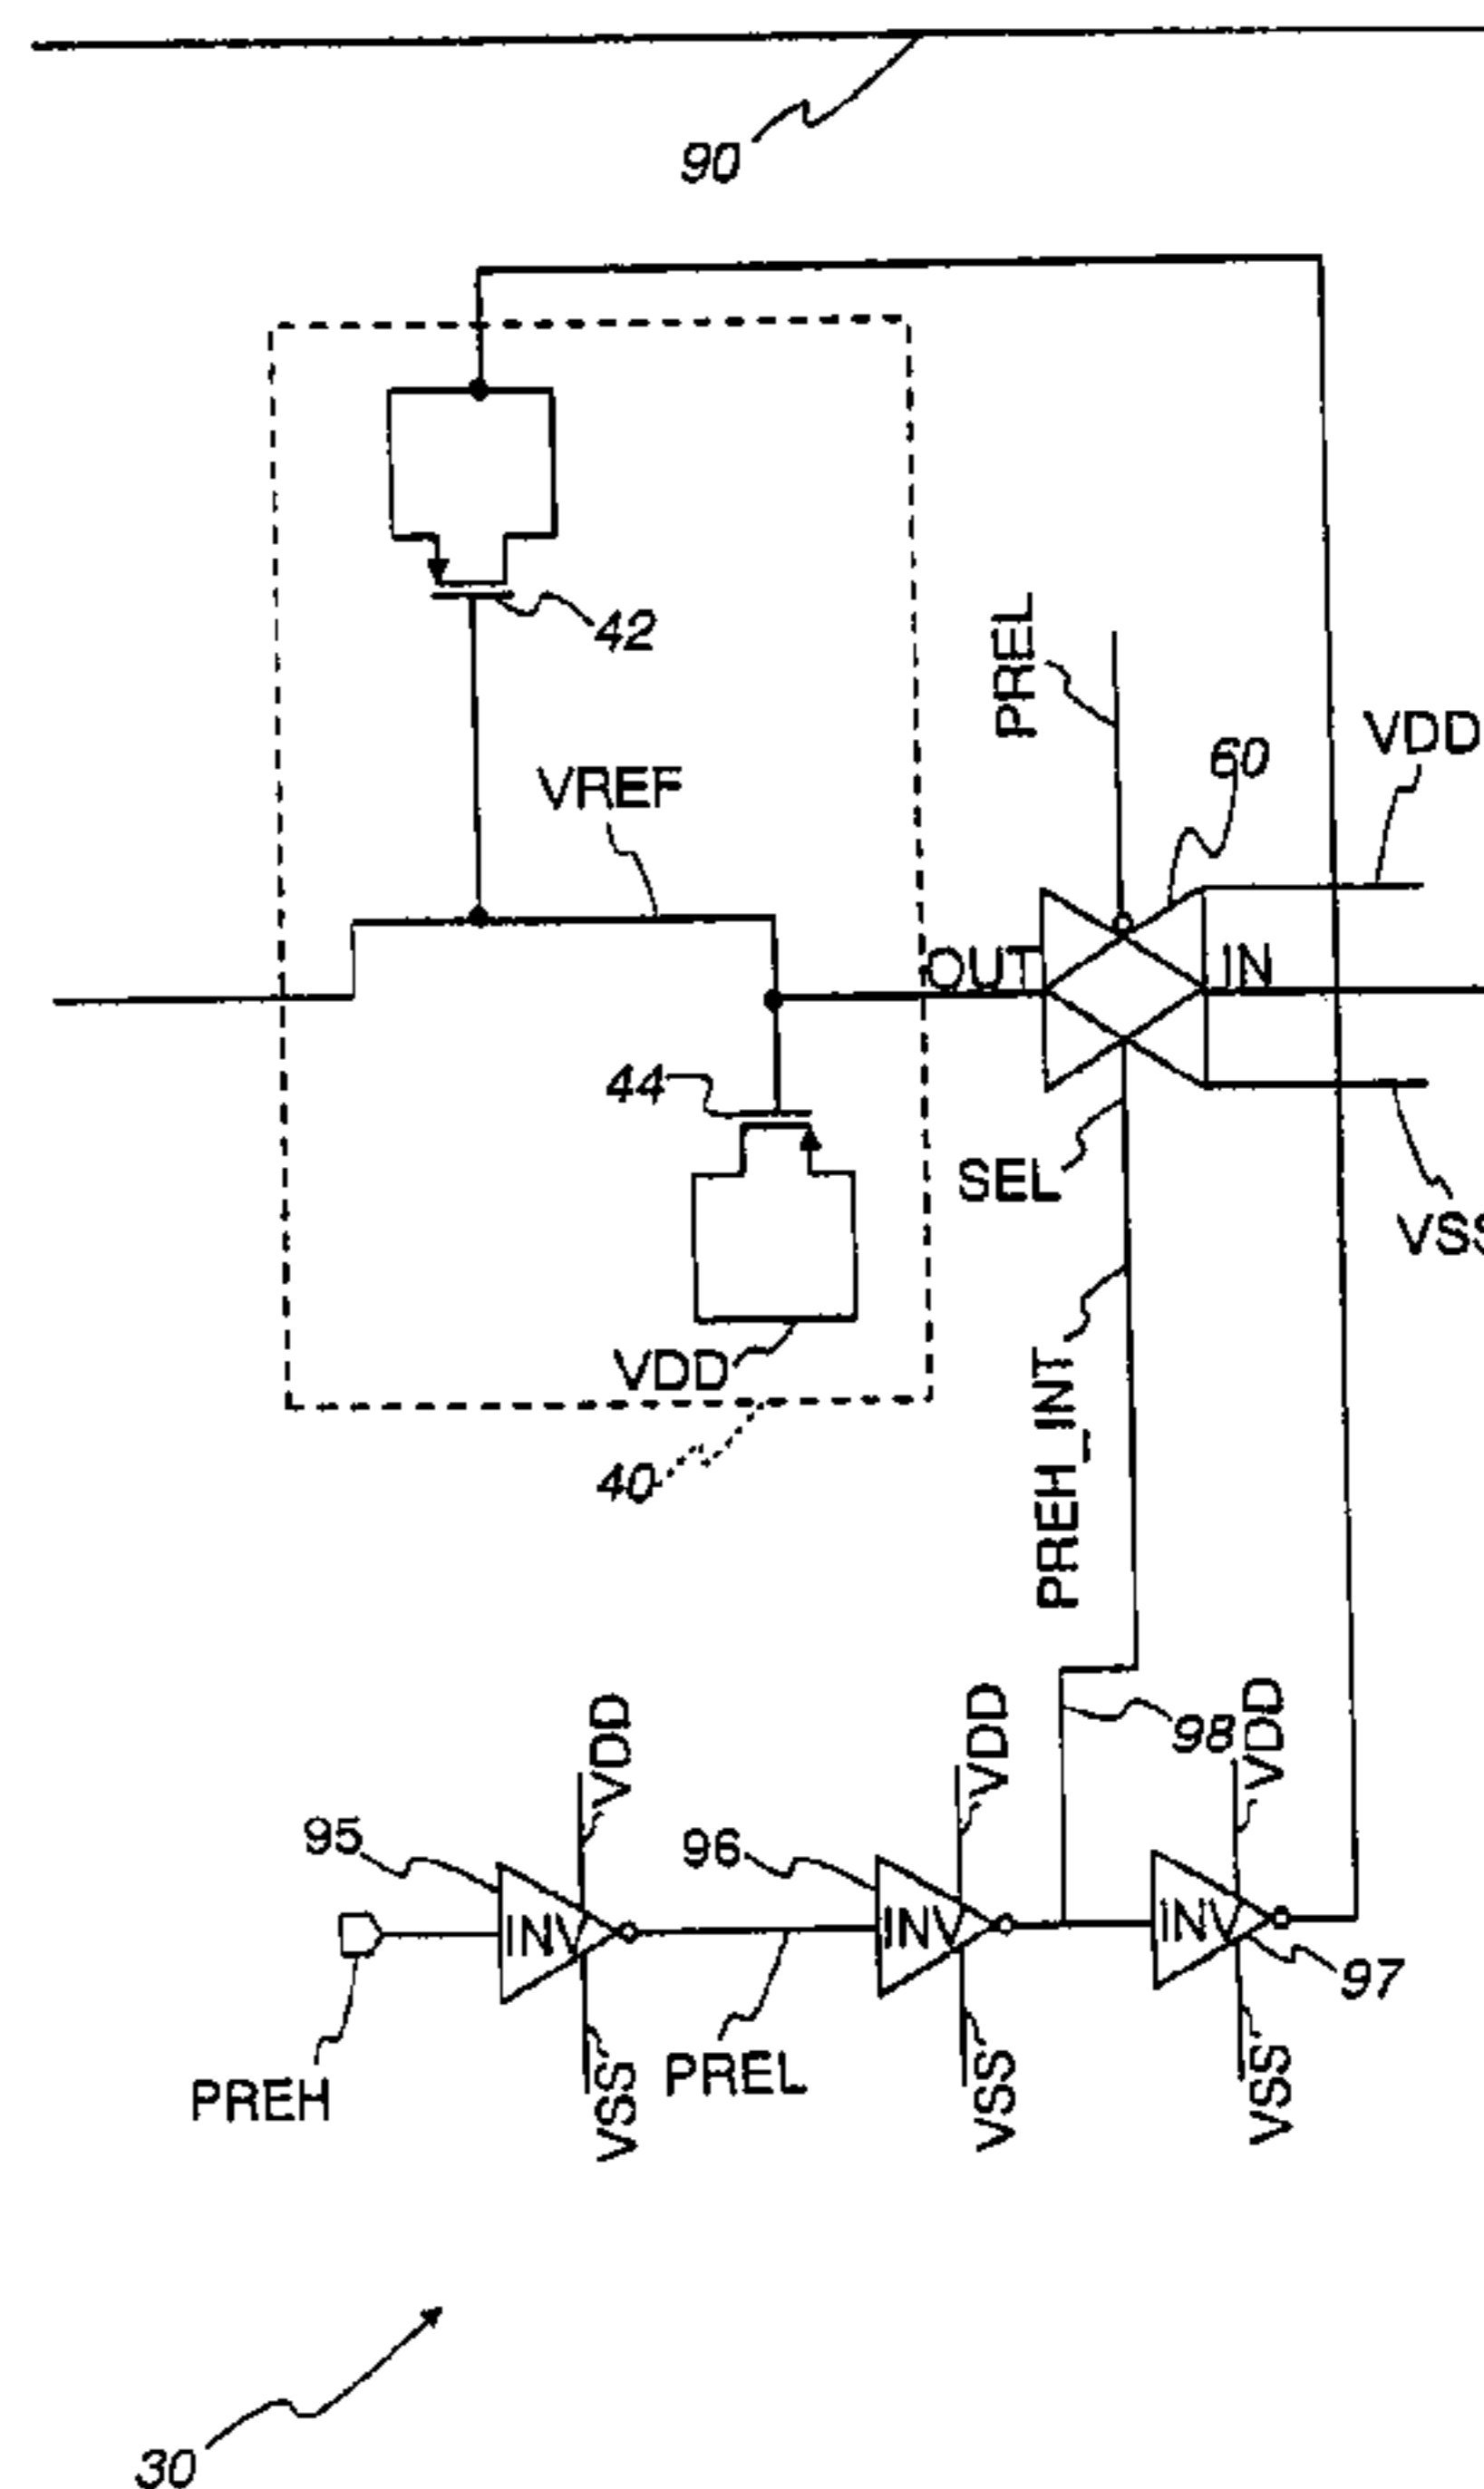 90
42
PREL
60
VDD
VREF
OUT
IN
44
SEL
VSS
VDD
PREH_INT
40
VDD
VDD
98
VDD
95
96
INV
INV
INV
97
PREH
VSS
PREL
VSS
VSS
30